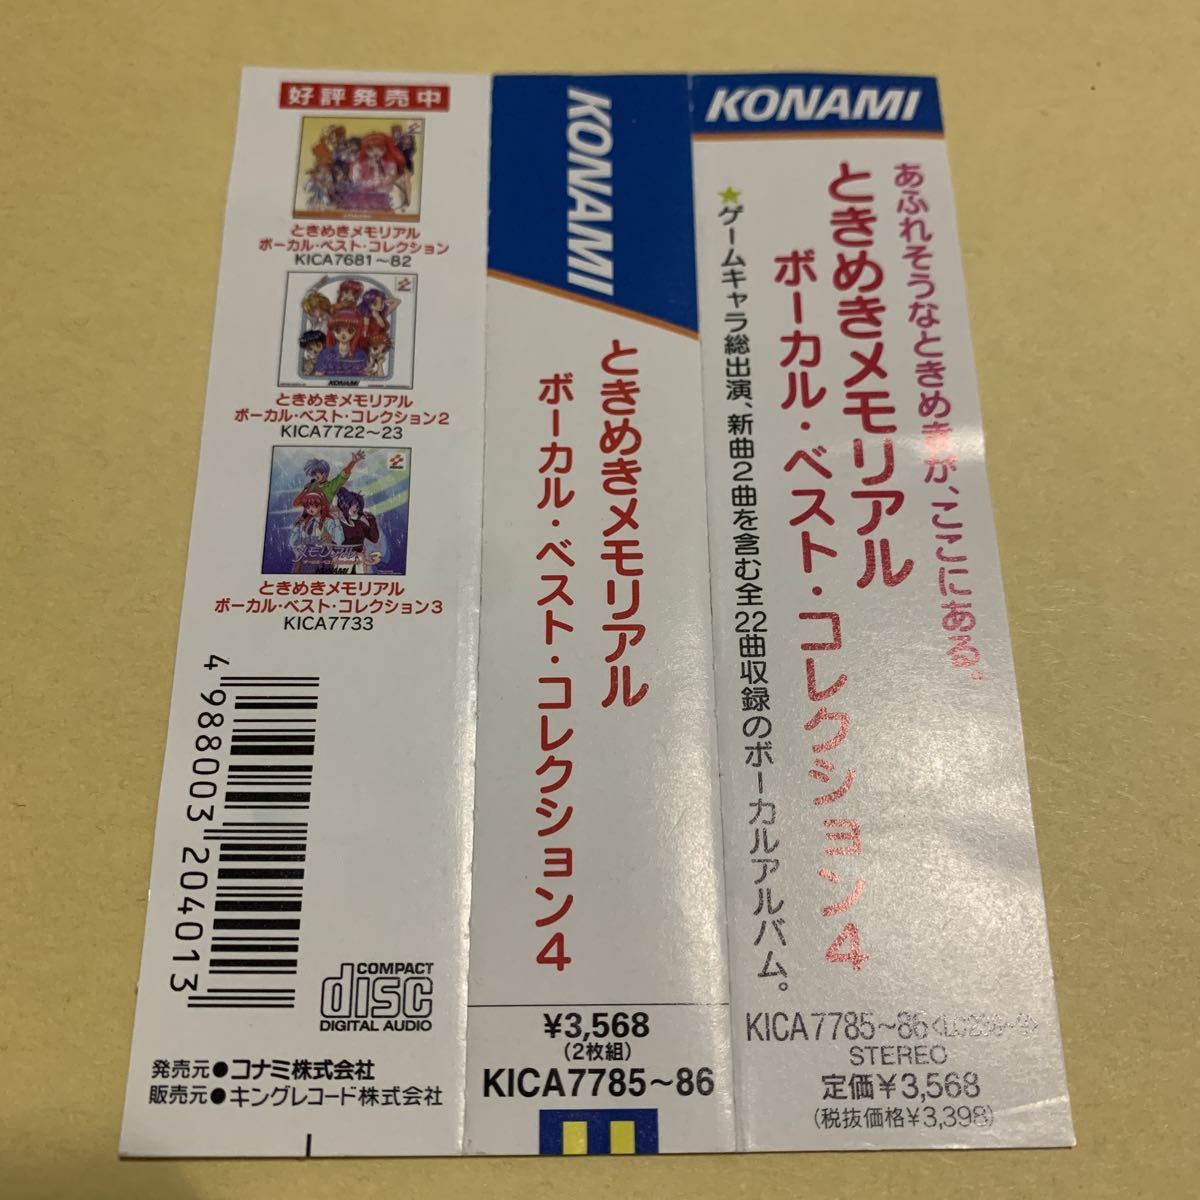 好評発売中
ときめきメモリアル
ボーカル・ベスト・コレクション
KICA7681〜82
KONAMI
ときめきメモリアル
ボーカル・ベスト・コレクション2
KICA7722〜23
メモリアル
3
KONAMI
ときめきメモリアル
ボーカル・ベスト・コレクション3
KICA7733
4 988003 204013
COMPACT
disc
DIGITAL AUDIO
発売元●コナミ株式会社
販売元●キングレコード株式会社
KONAMI
ときめきメモリアル
ボーカル・ベスト・コレクション4
¥3,568
(2枚組)
KICA7785〜86
KONAMI
あふれそうなときめきが、ここにある。
ときめきメモリアル
ボーカル・ベスト・コレクション4
★ゲームキャラ総出演、新曲2曲を含む全22曲収録のボーカルアルバム。
KICA7785〜86
STEREO
定価¥3,568
(税抜価格¥3,398)